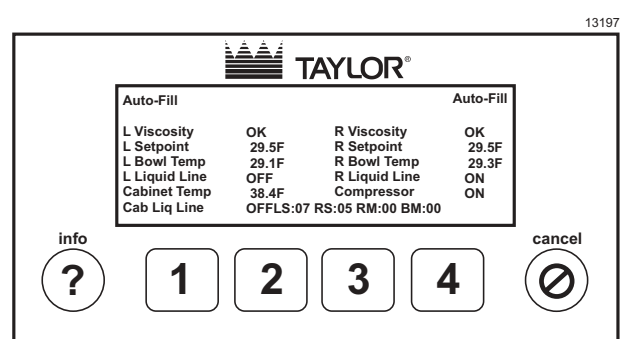 13197
TAYLOR®
Auto-Fill Auto-Fill
L Viscosity OK R Viscosity OK
L Setpoint 29.5F R Setpoint 29.5F
L Bowl Temp 29.1F R Bowl Temp 29.3F
L Liquid Line OFF R Liquid Line ON
Cabinet Temp 38.4F Compressor ON
Cab Liq Line OFFLS:07 RS:05 RM:00 BM:00
info cancel
? 1 2 3 4